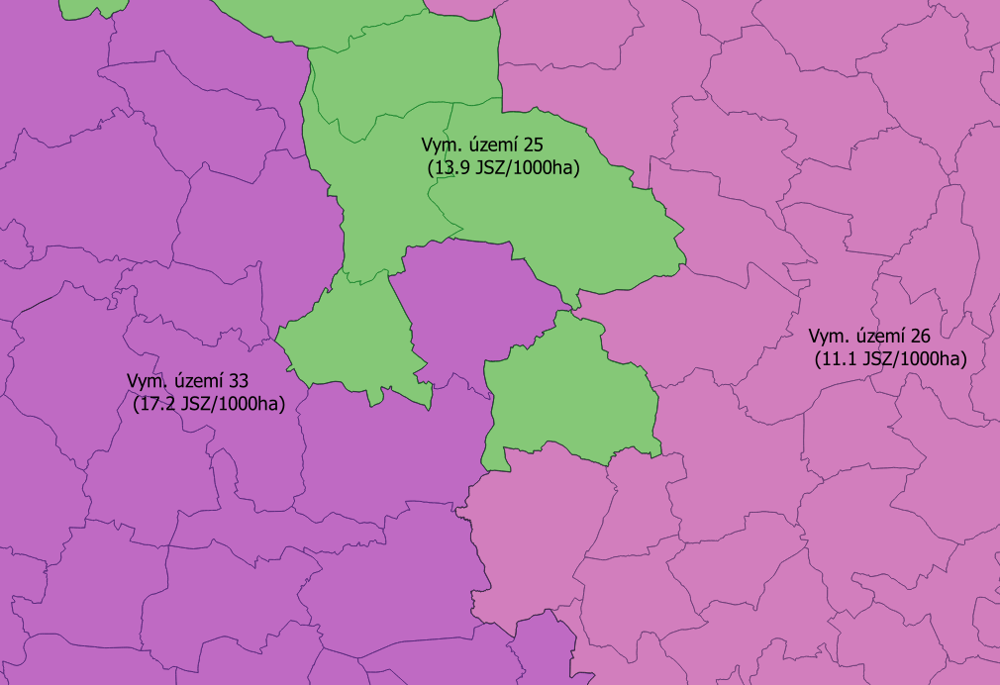 Vym. území 25
(13.9 JSZ/1000ha)
Vym. území 26
(11.1 JSZ/1000ha)
Vym. území 33
(17.2 JSZ/1000ha)